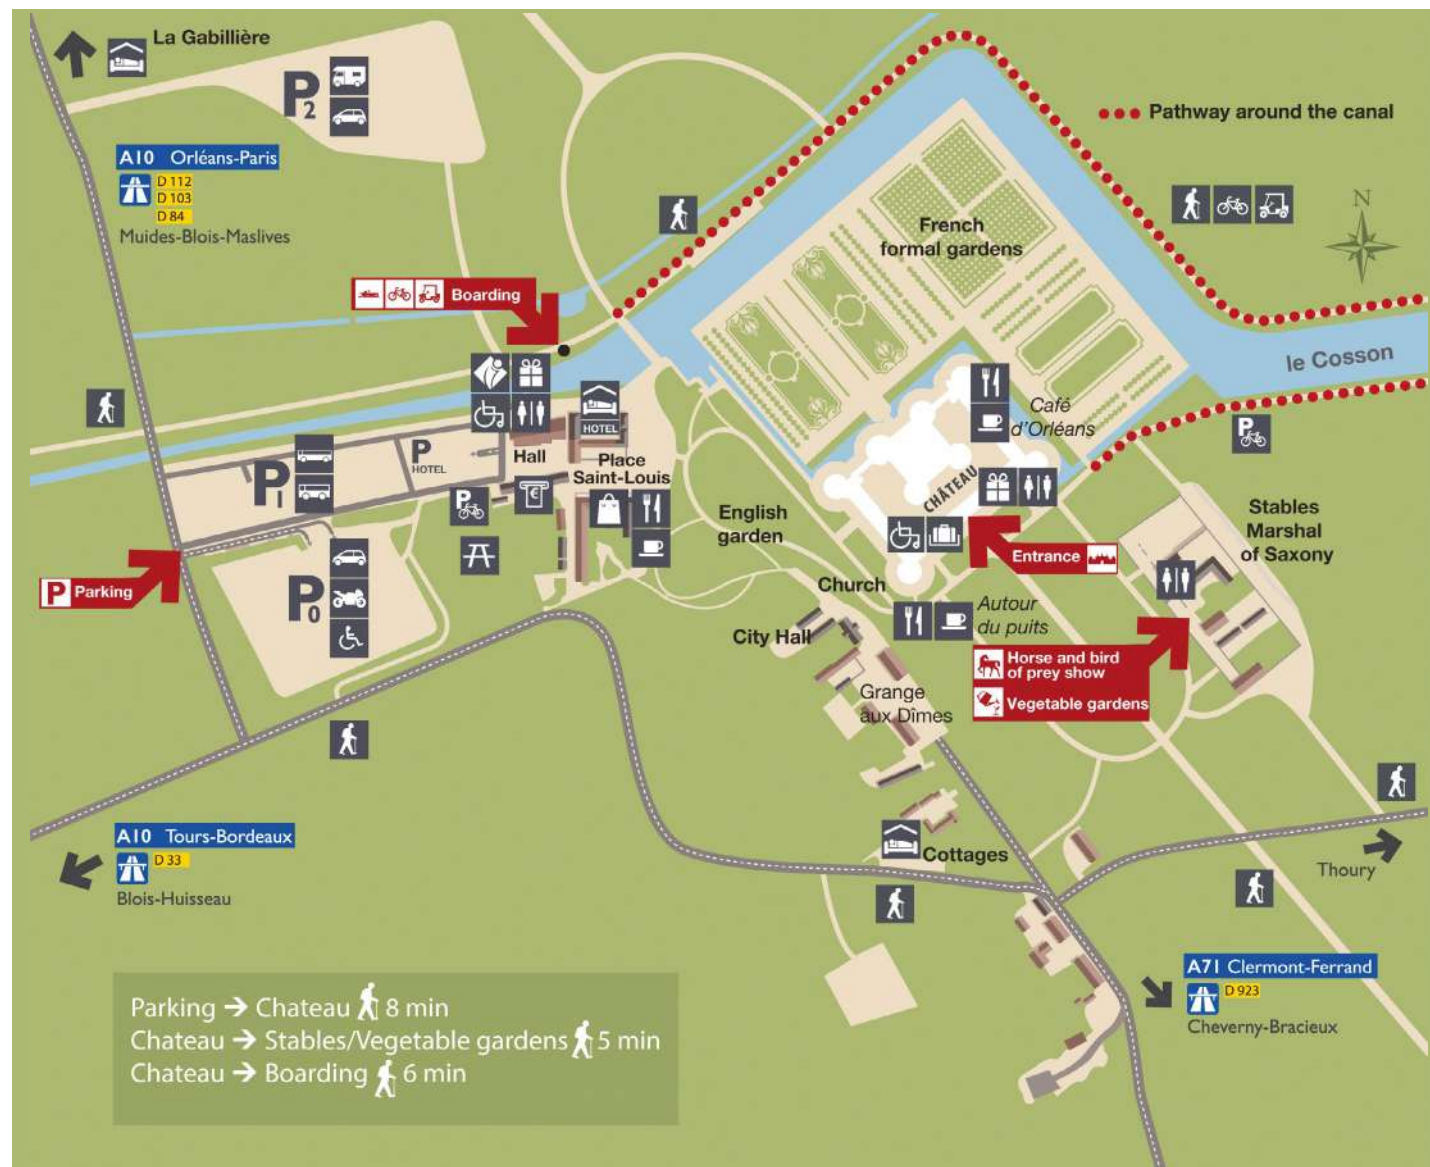 La Gabillière
P2
A10 Orléans-Paris
D 112
D 103
D 84
Muides-Blois-Maslives
Pathway around the canal
N
French
formal gardens
Boarding
le Cosson
Café
d'Orléans
P
HOTEL
HOTEL
Hall
Place
Saint-Louis
P1
P
€
P
CHÂTEAU
English
garden
Stables
Marshal
of Saxony
Entrance
P Parking
P0
Church
Autour
du puits
City Hall
Horse and bird
of prey show
Vegetable gardens
Grange
aux Dîmes
A10 Tours-Bordeaux
D 33
Blois-Huisseau
Cottages
Thoury
A71 Clermont-Ferrand
D 923
Cheverny-Bracieux
Parking → Chateau 8 min
Chateau → Stables/Vegetable gardens 5 min
Chateau → Boarding 6 min